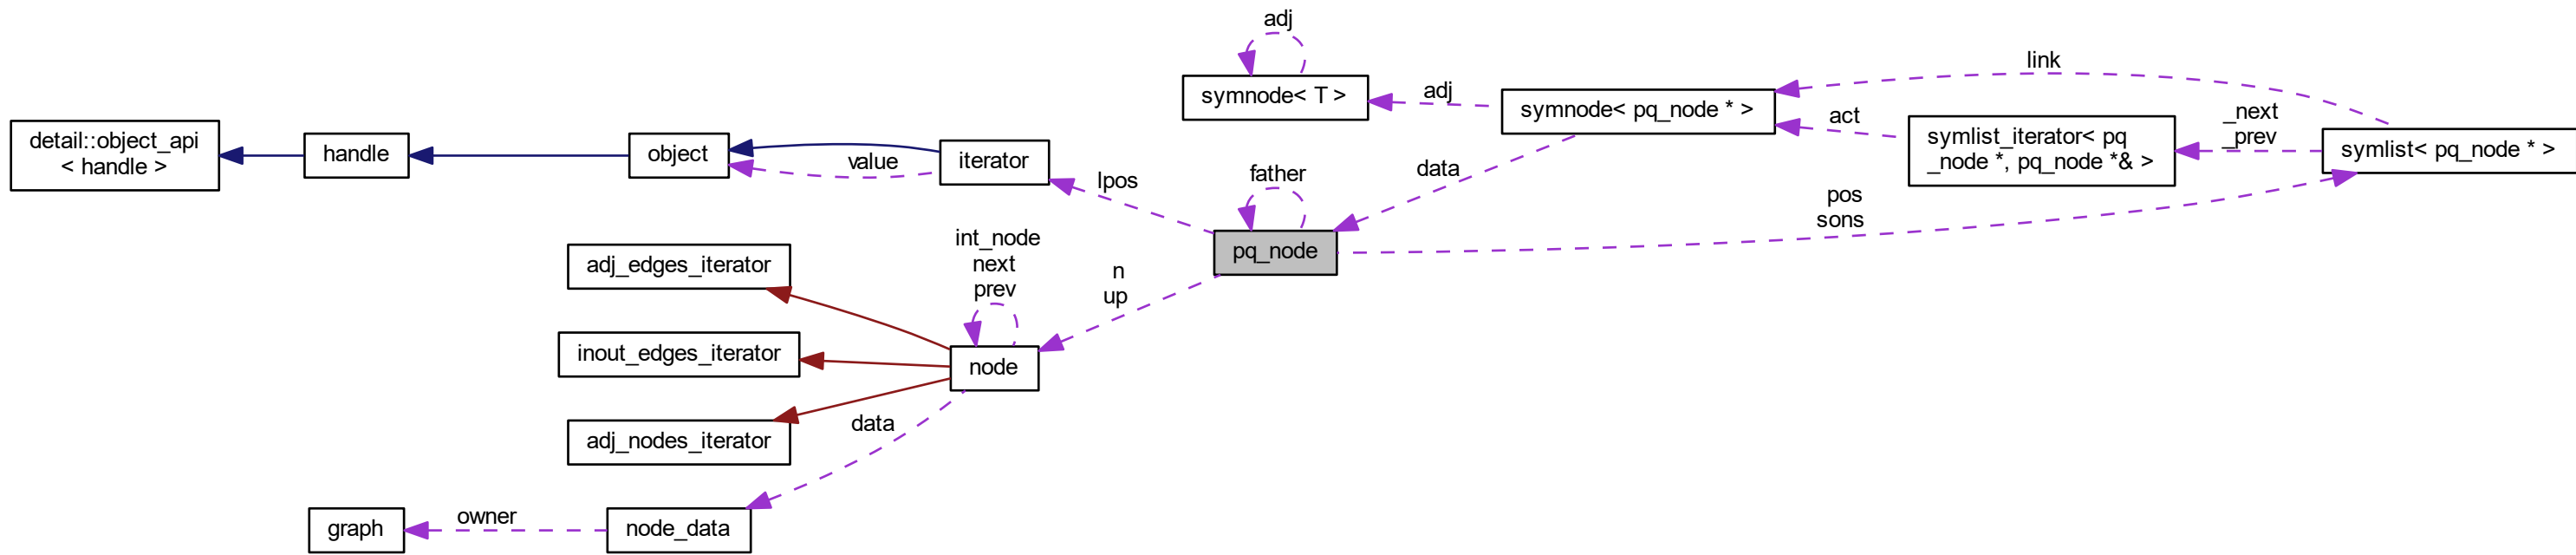 adj
link
symnode< T >
adj
symnode< pq_node * >
act
_next
_prev
symlist_iterator< pq
_node *, pq_node *& >
symlist< pq_node * >
detail::object_api
< handle >
handle
object
value
iterator
lpos
father
data
pos
sons
pq_node
int_node
next
prev
n
up
adj_edges_iterator
inout_edges_iterator
node
adj_nodes_iterator
data
graph
owner
node_data